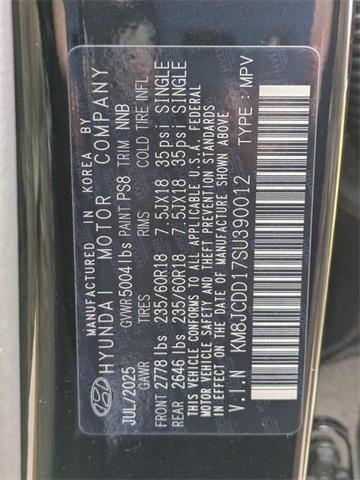 MANUFACTURED IN KOREA BY
HYUNDAI MOTOR COMPANY
JUL/2025 GVWR 5004 lbs PAINT PS8 TRIM NNB
GAWR TIRES RIMS COLD TIRE INFL
FRONT 2778 lbs 235/60R18 7.5JX18 35psi SINGLE
REAR 2646 lbs 235/60R18 7.5JX18 35psi SINGLE
THIS VEHICLE CONFORMS TO ALL APPLICABLE U.S.A. FEDERAL
MOTOR VEHICLE SAFETY AND THEFT PREVENTION STANDARDS
IN EFFECT ON THE DATE OF MANUFACTURE SHOWN ABOVE.
V.I.N KM8JCDD17SU390012 TYPE : MPV